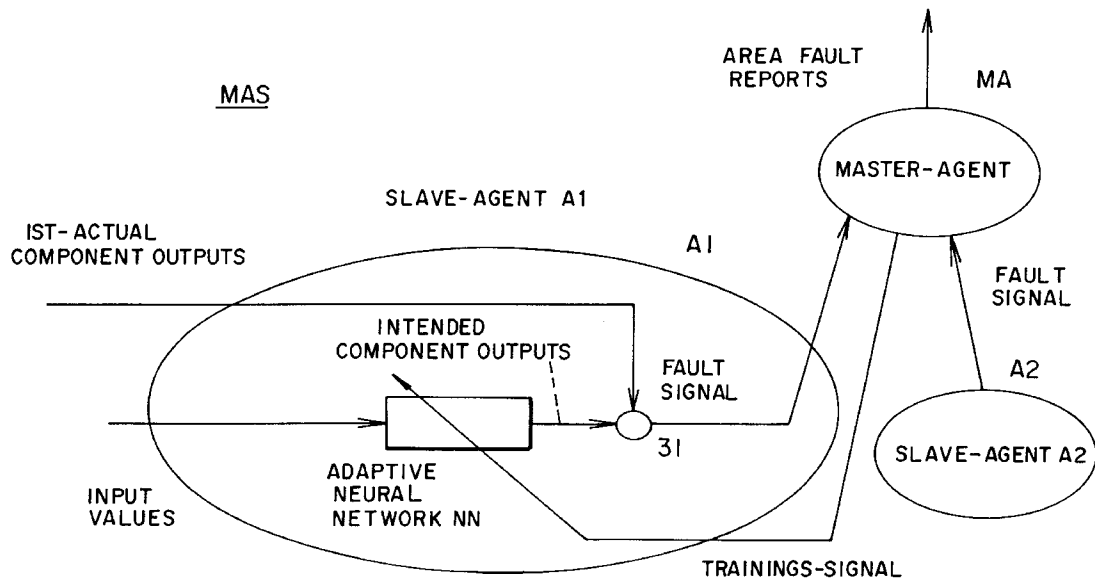 MAS
AREA FAULT
REPORTS
MA
MASTER-AGENT
SLAVE-AGENT A1
IST-ACTUAL
COMPONENT OUTPUTS
A1
FAULT
SIGNAL
INTENDED
COMPONENT OUTPUTS
FAULT
SIGNAL
A2
31
SLAVE-AGENT A2
INPUT
VALUES
ADAPTIVE
NEURAL
NETWORK NN
TRAININGS-SIGNAL